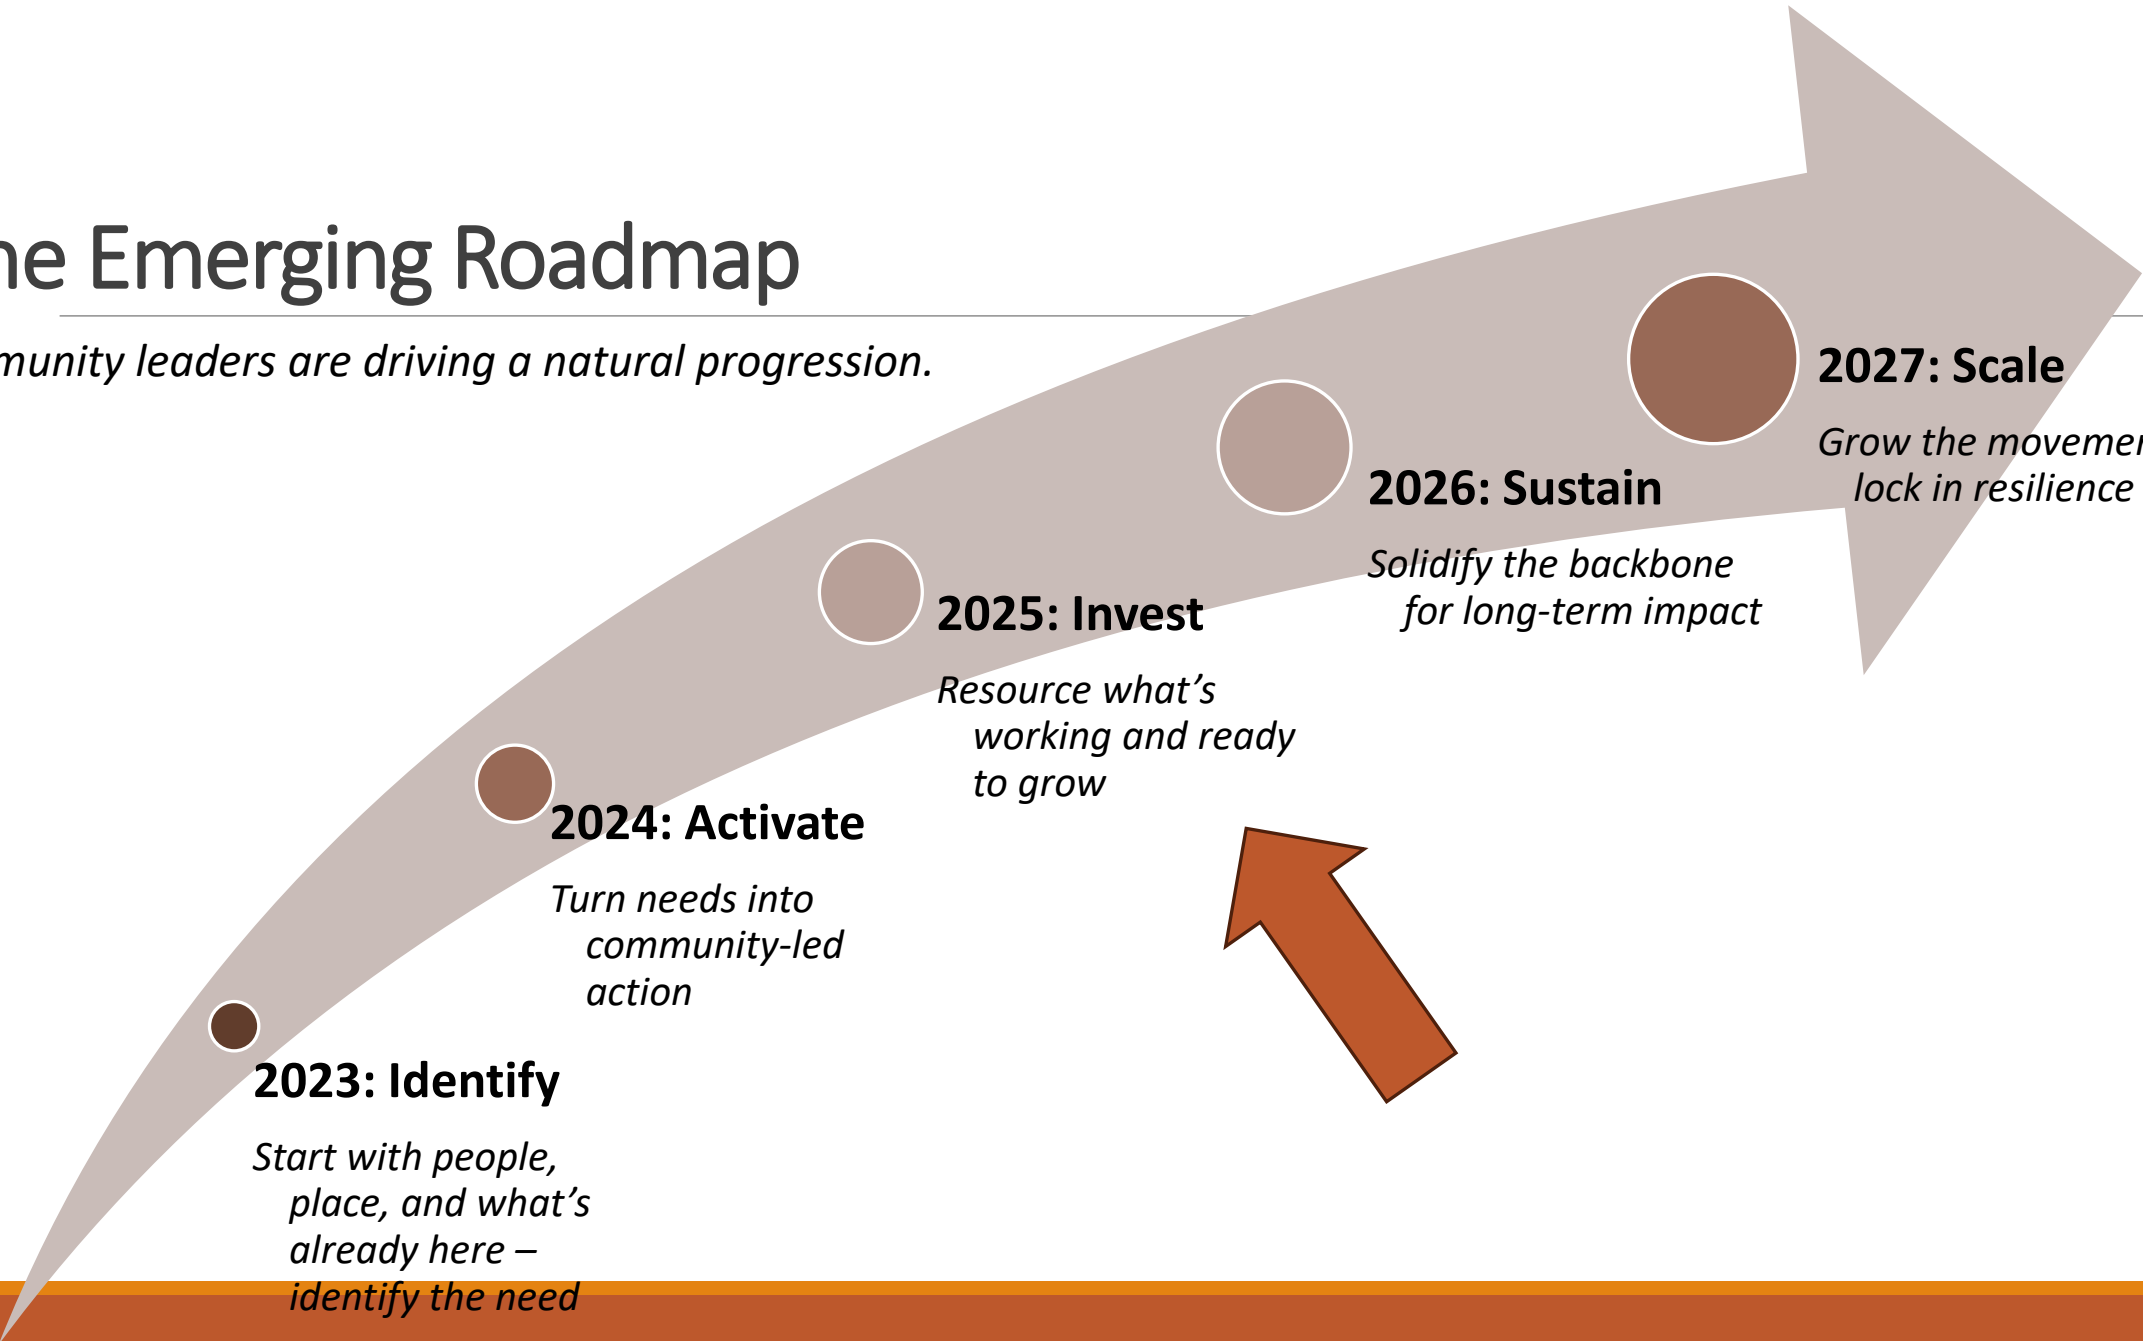 he Emerging Roadmap
munity leaders are driving a natural progression.
2023: Identify
Start with people,
place, and what’s
already here –
identify the need
2024: Activate
Turn needs into
community-led
action
2025: Invest
Resource what’s
working and ready
to grow
2026: Sustain
Solidify the backbone
for long-term impact
2027: Scale
Grow the movemen
lock in resilience